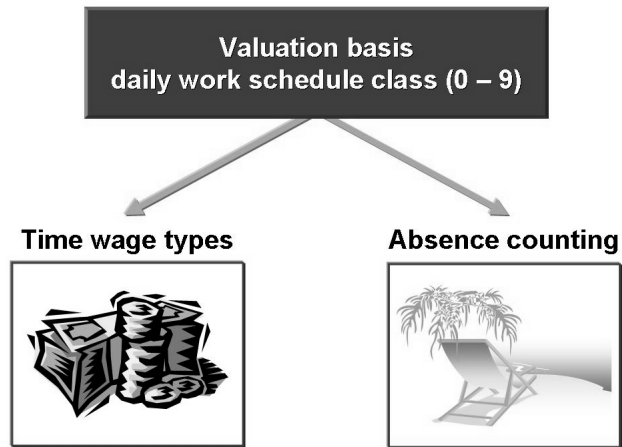 Valuation basis
daily work schedule class (0 – 9)
Time wage types
Absence counting